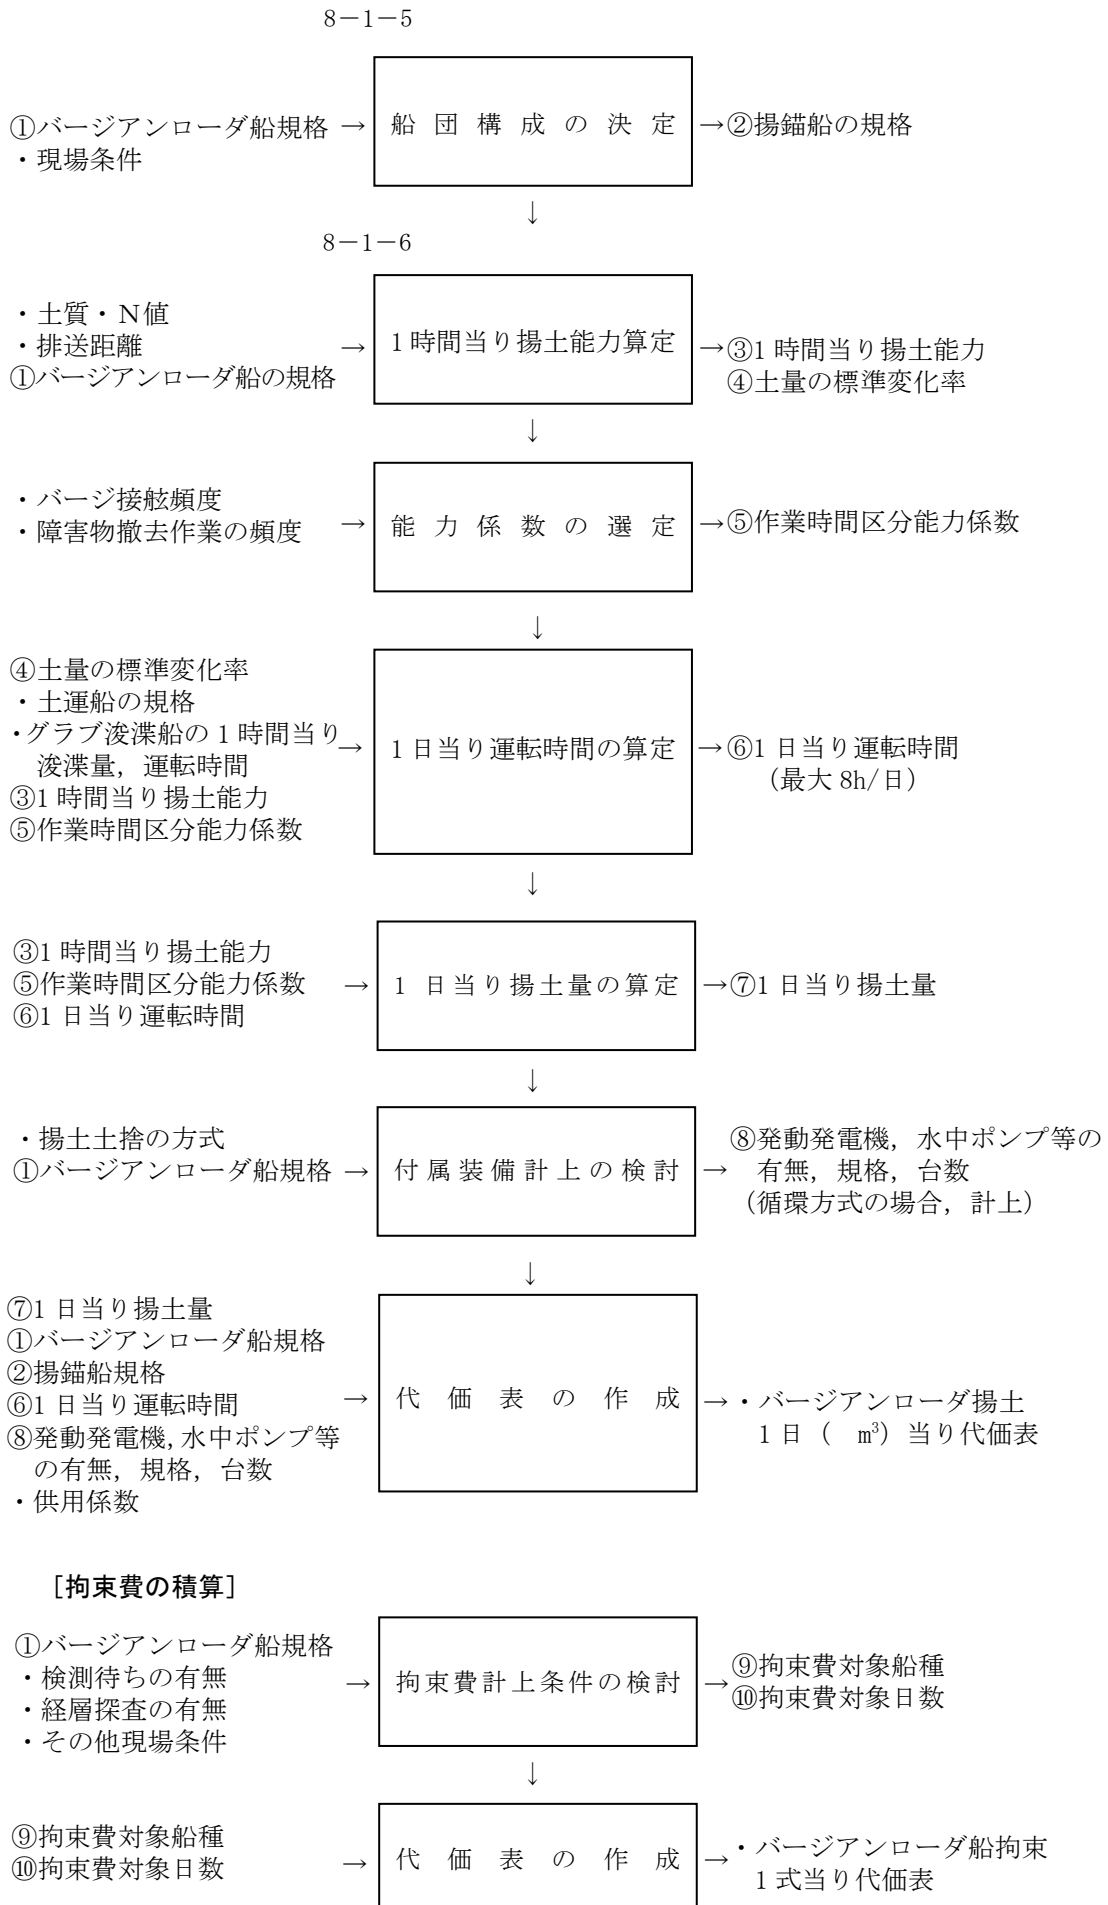 8－1－5
①バージアンローダ船規格
・現場条件
→
船団構成の決定
→②揚錨船の規格
↓
8－1－6
・土質・Ｎ値
・排送距離
①バージアンローダ船の規格
→
1時間当り揚土能力算定
→③1時間当り揚土能力
④土量の標準変化率
↓
・バージ接舷頻度
・障害物撤去作業の頻度
→
能力係数の選定
→⑤作業時間区分能力係数
↓
④土量の標準変化率
・土運船の規格
・グラブ浚渫船の1時間当り
浚渫量，運転時間
③1時間当り揚土能力
⑤作業時間区分能力係数
→
1日当り運転時間の算定
→⑥1日当り運転時間
（最大8h/日）
↓
③1時間当り揚土能力
⑤作業時間区分能力係数
⑥1日当り運転時間
→
1日当り揚土量の算定
→⑦1日当り揚土量
↓
・揚土土捨の方式
①バージアンローダ船規格
→
付属装備計上の検討
→
⑧発動発電機，水中ポンプ等の
有無，規格，台数
（循環方式の場合，計上）
↓
⑦1日当り揚土量
①バージアンローダ船規格
②揚錨船規格
⑥1日当り運転時間
⑧発動発電機，水中ポンプ等
の有無，規格，台数
・供用係数
→
代価表の作成
→・バージアンローダ揚土
1日（　m³）当り代価表
［拘束費の積算］
①バージアンローダ船規格
・検測待ちの有無
・経層探査の有無
・その他現場条件
→
拘束費計上条件の検討
→
⑨拘束費対象船種
⑩拘束費対象日数
↓
⑨拘束費対象船種
⑩拘束費対象日数
→
代価表の作成
→・バージアンローダ船拘束
1式当り代価表